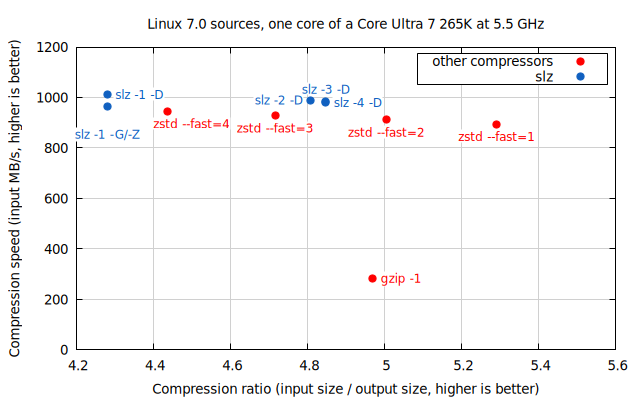 Linux 7.0 sources, one core of a Core Ultra 7 265K at 5.5 GHz
Compression speed (input MB/s, higher is better)
1200
1000
800
600
400
200
0
other compressors
slz
slz -1 -D
slz -1 -G/-Z
zstd --fast=4
zstd --fast=3
slz -2 -D
slz -3 -D
slz -4 -D
zstd --fast=2
zstd --fast=1
gzip -1
4.2
4.4
4.6
4.8
5
5.2
5.4
5.6
Compression ratio (input size / output size, higher is better)